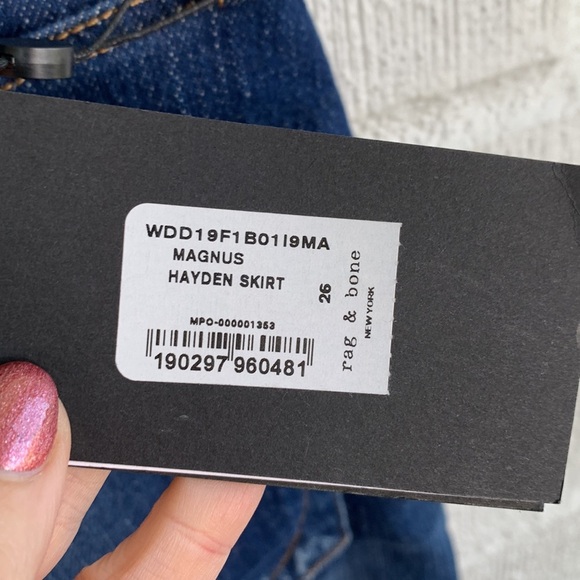 WDD19F1B01I9MA
MAGNUS
HAYDEN SKIRT
26
MPO-000001353
190297 960481
rag & bone
NEW YORK